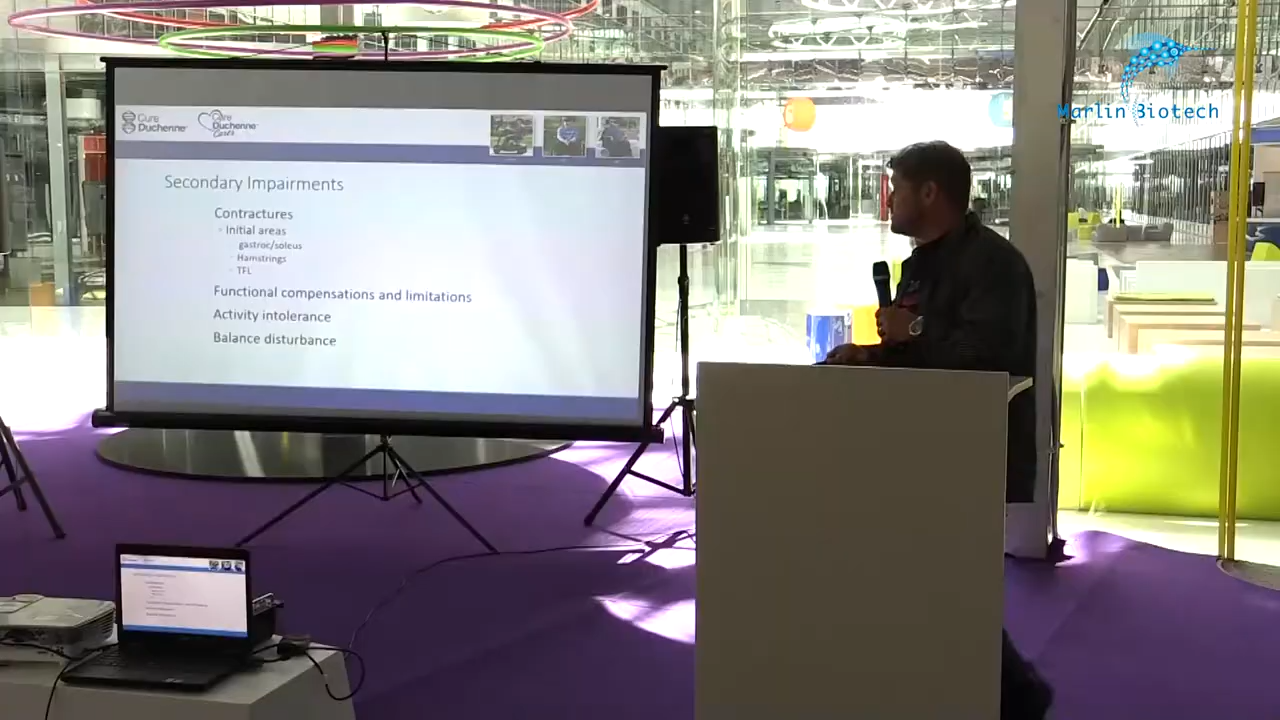 Cure
Duchenne
Cure
Duchenne
Cares
Secondary Impairments
Contractures
Initial areas
gastroc/soleus
Hamstrings
TFL
Functional compensations and limitations
Activity intolerance
Balance disturbance
Marlin Biotech